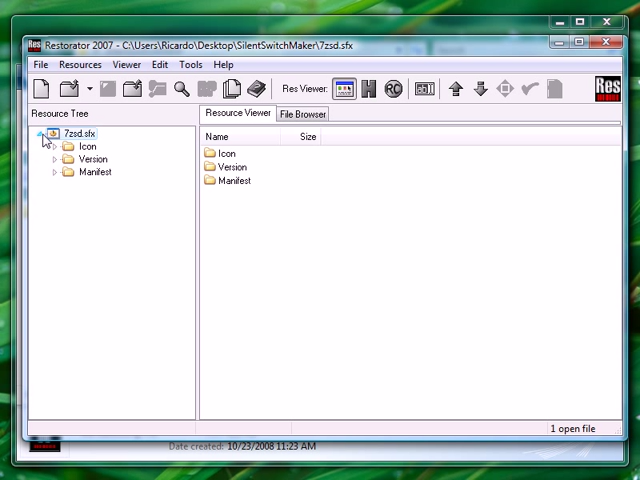 Res Restorator 2007 - C:\Users\Ricardo\Desktop\SilentSwitchMaker\7zsd.sfx
File Resources Viewer Edit Tools Help
Res Viewer: RC Res
Resource Tree
Resource Viewer File Browser
7zsd.sfx
Icon
Version
Manifest
Name Size
Icon
Version
Manifest
1 open file
Date created: 10/23/2008 11:23 AM